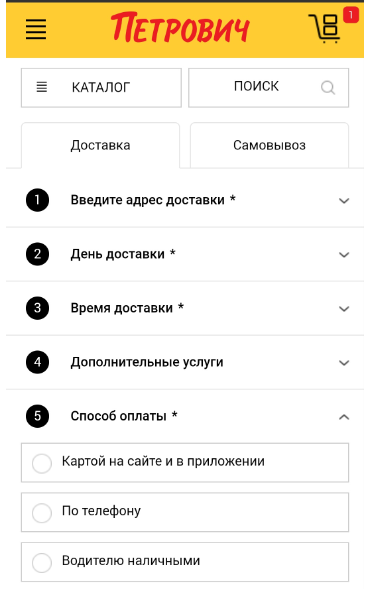 ПЕТРОВИЧ
1
КАТАЛОГ
ПОИСК
Доставка
Самовывоз
1 Введите адрес доставки *
2 День доставки *
3 Время доставки *
4 Дополнительные услуги
5 Способ оплаты *
Картой на сайте и в приложении
По телефону
Водителю наличными